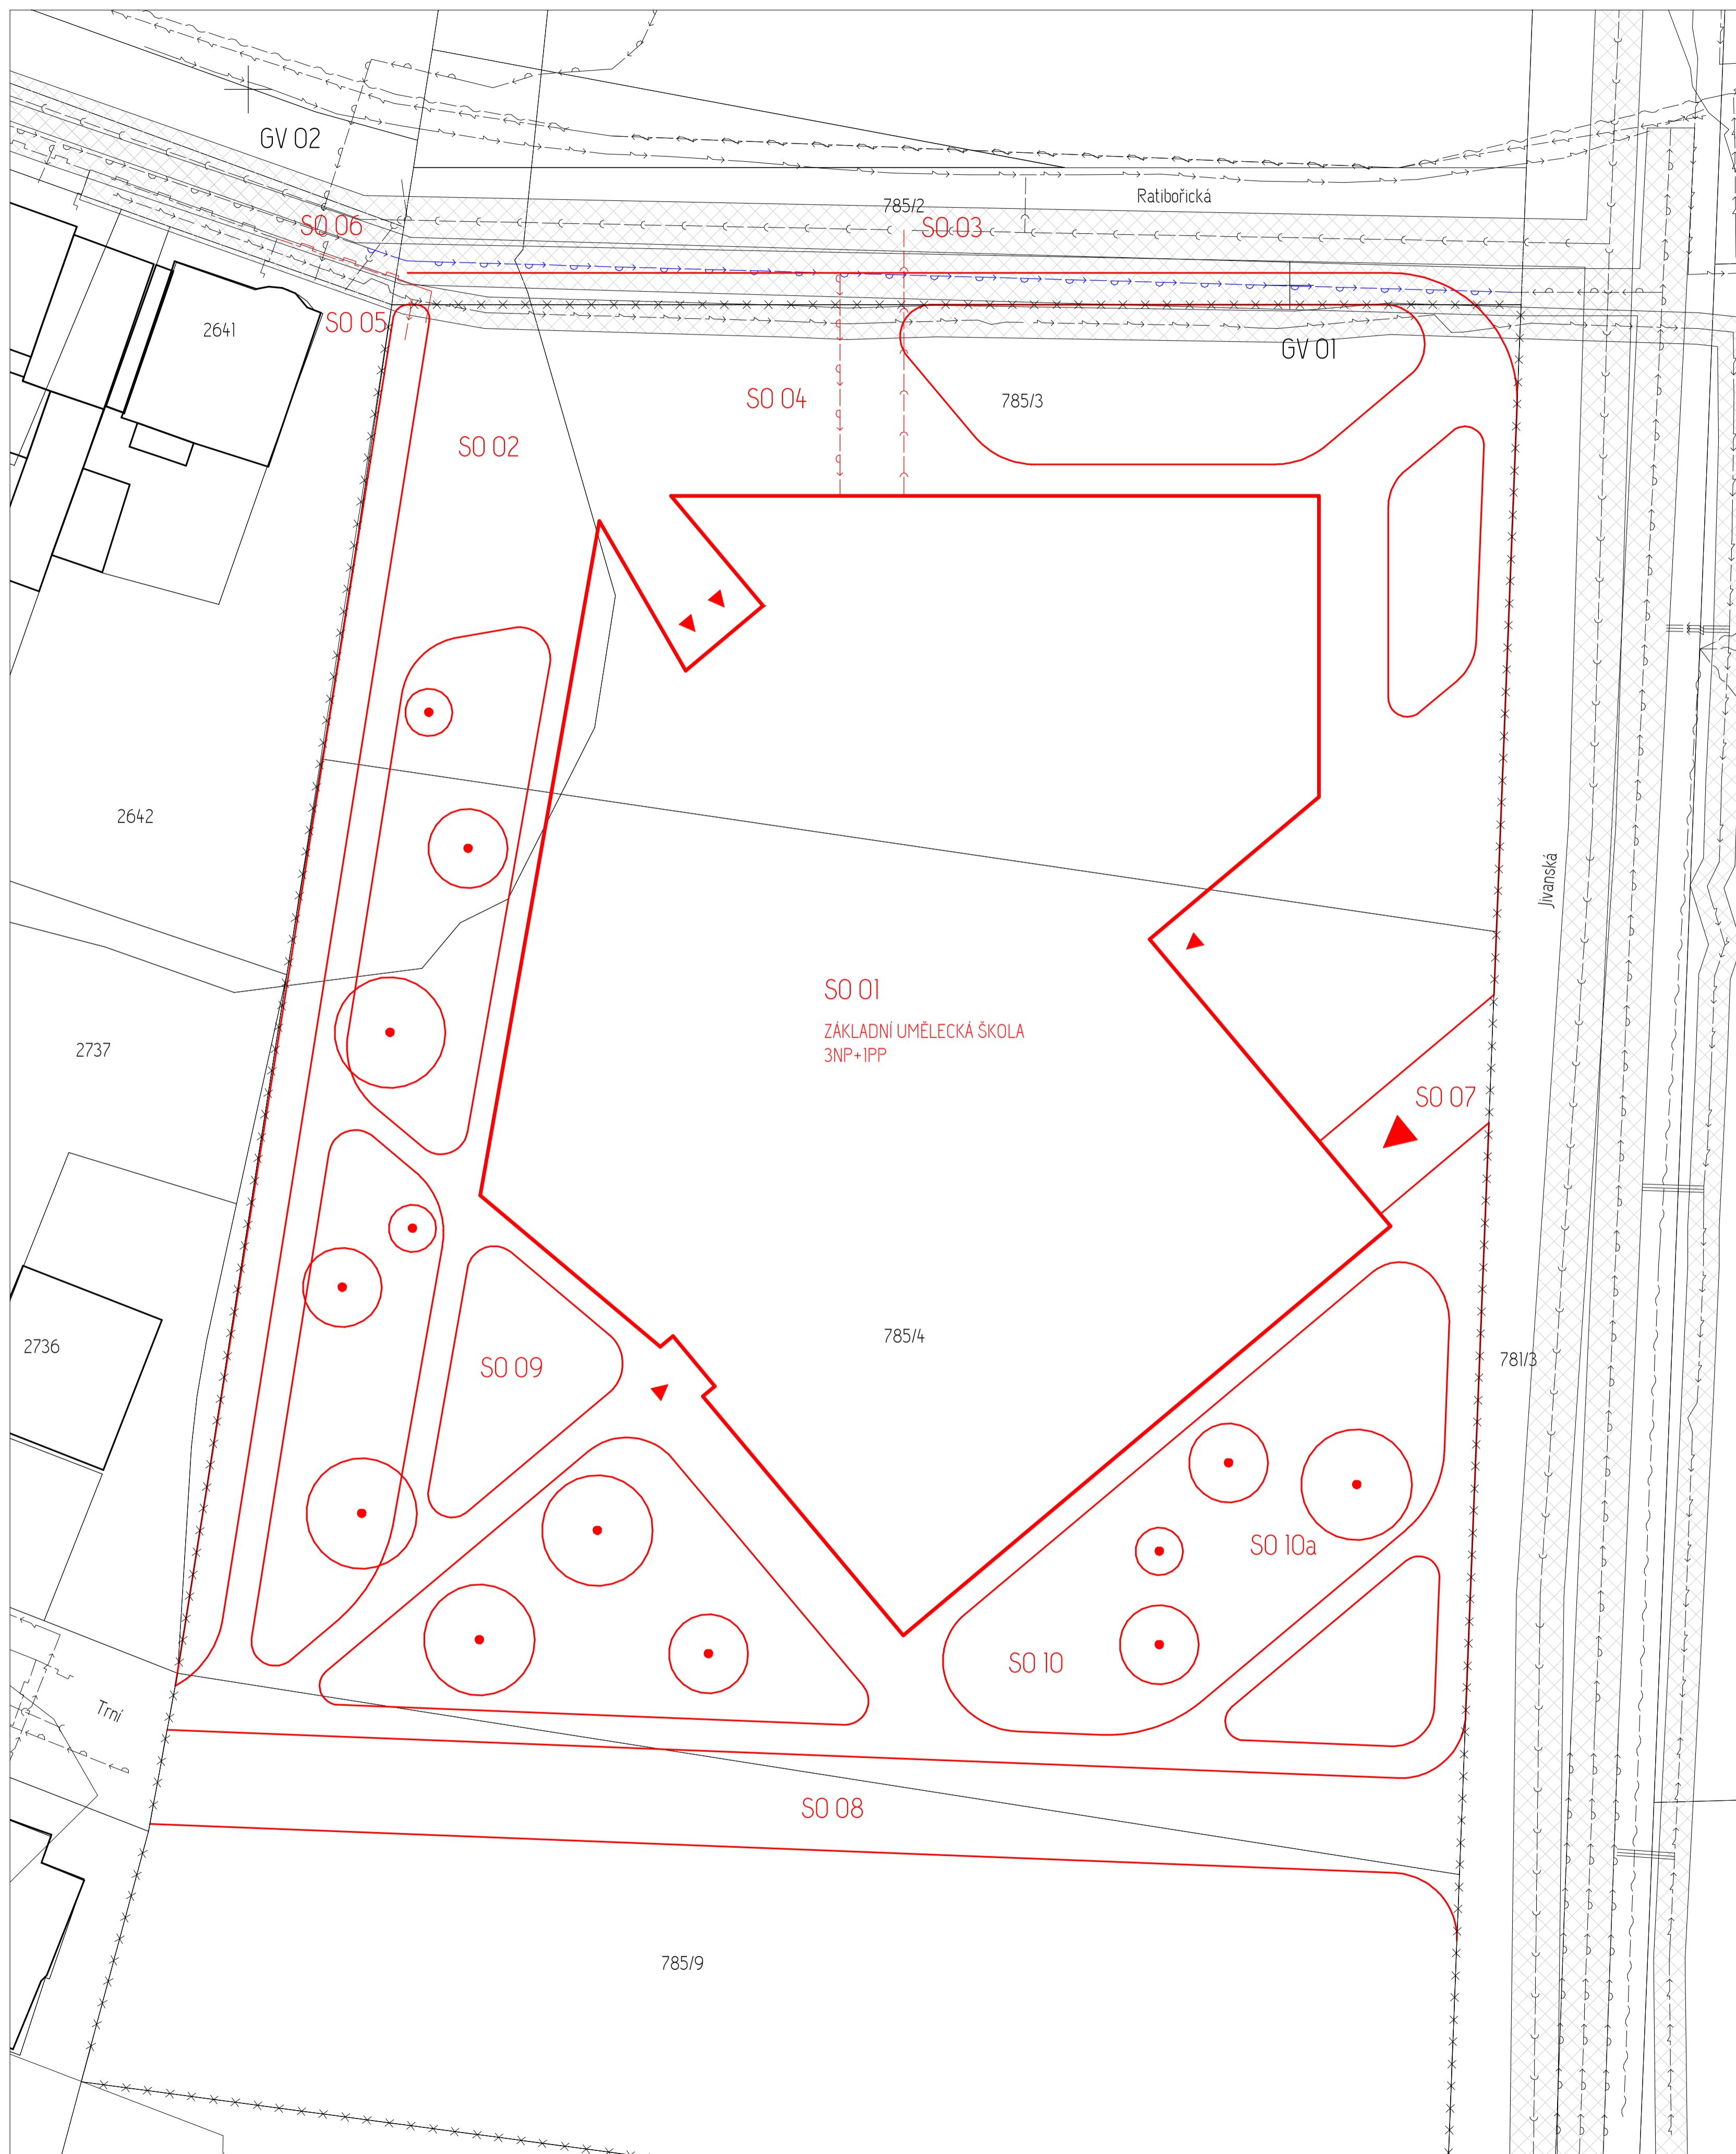 GV 02
Ratibořická
785/2
SO 06
SO 03
SO 05
2641
GV 01
SO 04
785/3
SO 02
2642
Jivanská
SO 01
ZÁKLADNÍ UMĚLECKÁ ŠKOLA
3NP+1PP
2737
SO 07
785/4
2736
781/3
SO 09
SO 10a
SO 10
Trní
SO 08
785/9